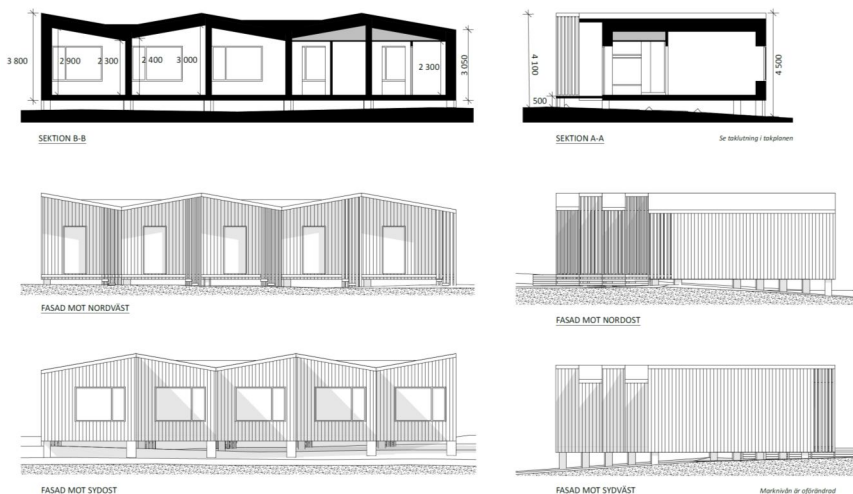 3 800
2 900
2 300
2 400
3 000
2 300
3 050
SEKTION B-B
4 100
500
4 500
SEKTION A-A
Se taklutning i takplanen
FASAD MOT NORDVÄST
FASAD MOT NORDOST
FASAD MOT SYDOST
FASAD MOT SYDVÄST
Marknivån är oförändrad